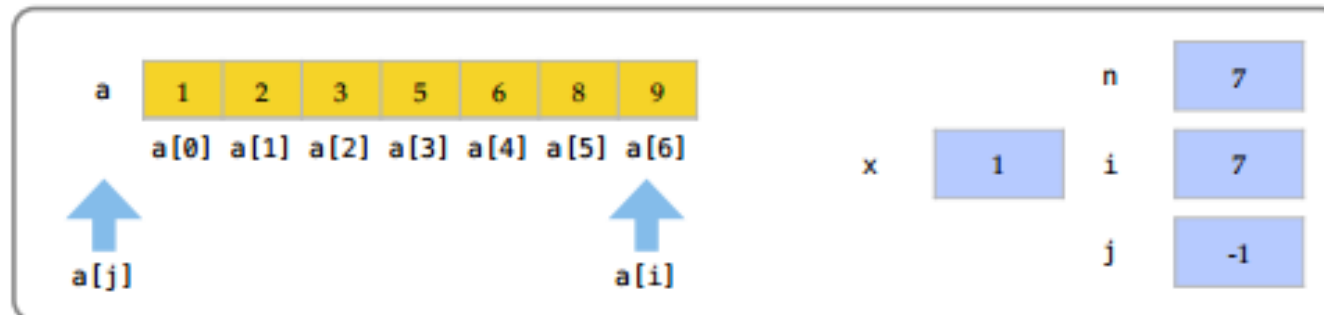 n 7
a 1 2 3 5 6 8 9
a[0] a[1] a[2] a[3] a[4] a[5] a[6]
x 1 i 7
j -1
a[j] a[i]